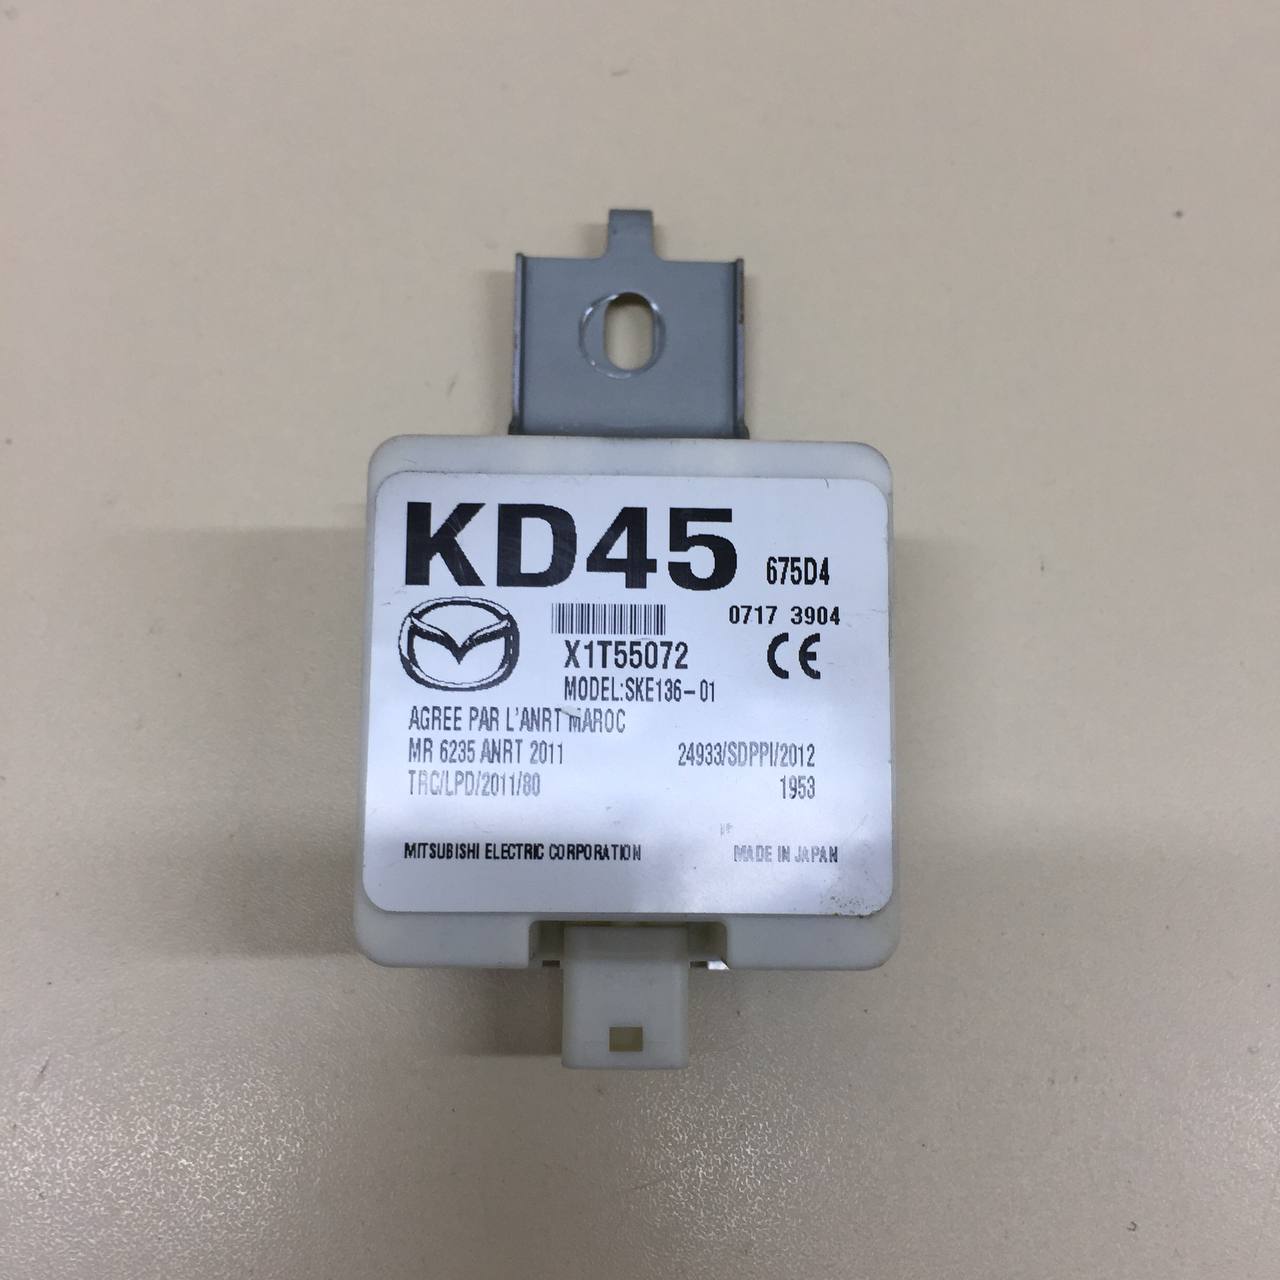 KD45 675D4
0717 3904
X1T55072
CE
MODEL:SKE136-01
AGREE PAR L'ANRT MAROC
MR 6235 ANRT 2011 24933/SDPPI/2012
TRC/LPD/2011/80 1953
MITSUBISHI ELECTRIC CORPORATION MADE IN JAPAN